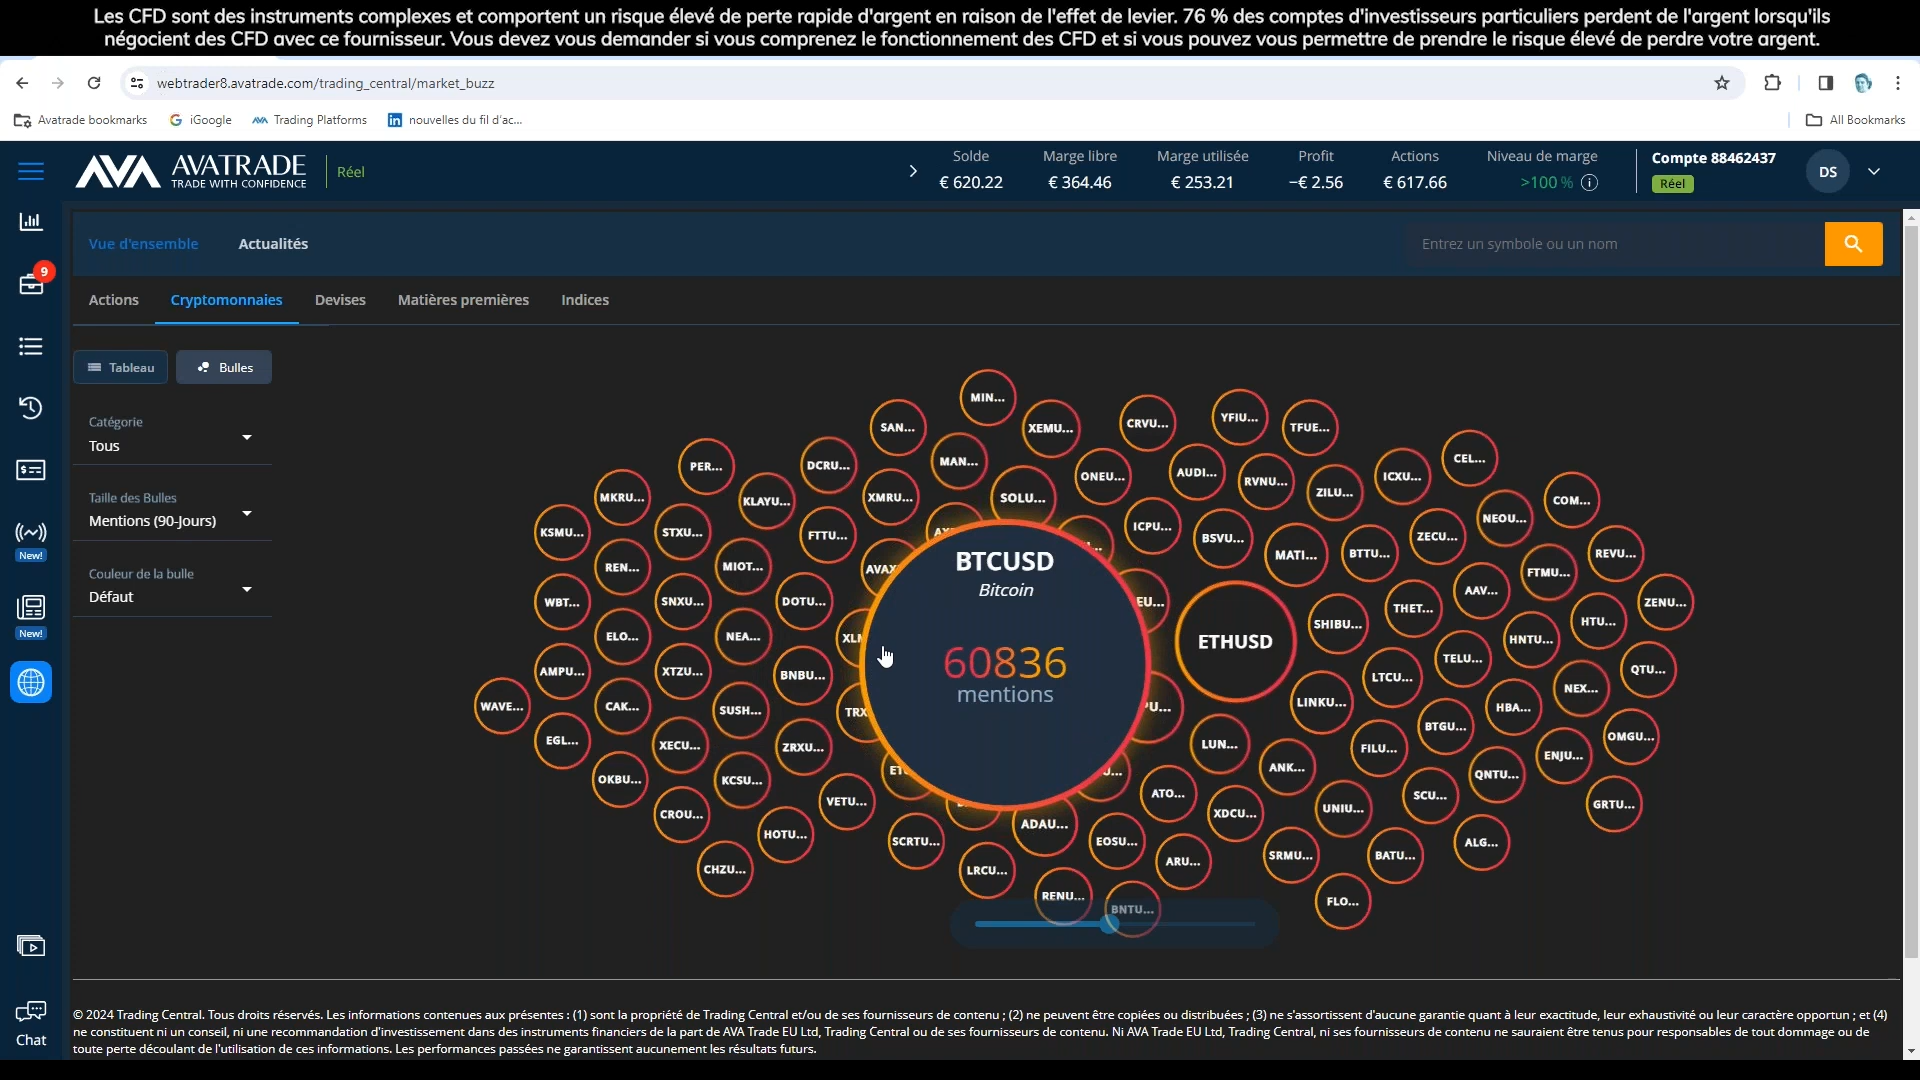 Les CFD sont des instruments complexes et comportent un risque élevé de perte rapide d'argent en raison de l'effet de levier. 76 % des comptes d'investisseurs particuliers perdent de l'argent lorsqu'ils
négocient des CFD avec ce fournisseur. Vous devez vous demander si vous comprenez le fonctionnement des CFD et si vous pouvez vous permettre de prendre le risque élevé de perdre votre argent.
webtrader8.avatrade.com/trading_central/market_buzz
Avatrade bookmarks iGoogle Trading Platforms nouvelles du fil d'ac... All Bookmarks
AVATRADE
TRADE WITH CONFIDENCE
Réel
Solde Marge libre Marge utilisée Profit Actions Niveau de marge
€ 620.22 € 364.46 € 253.21 −€ 2.56 € 617.66 >100 %
Compte 88462437
Réel
DS
9
Vue d'ensemble Actualités Entrez un symbole ou un nom
Actions Cryptomonnaies Devises Matières premières Indices
Tableau Bulles
Catégorie
Tous
Taille des Bulles
Mentions (90-Jours)
Couleur de la bulle
Défaut
New!
New!
Chat
MIN...
SAN... XEMU... CRVU... YFIU... TFUE...
PER... DCRU... MAN... ONEU... AUDI... RVNU... ICXU... CEL...
MKRU... KLAYU... XMRU... SOLU... ZILU... COM...
KSMU... STXU... FTTU... ICPU... BSVU... MATI... BTTU... ZECU... NEOU... REVU...
REN... MIOT... AVAX FTMU...
WBT... SNXU... DOTU... EU... SHIBU... THET... AAV... HTU... ZENU...
ELO... NEA... XLM ETHUSD TELU... HNTU...
AMPU... XTZU... BNBU... LTCU... NEX... QTU...
WAVE... CAK... SUSH... TRX LINKU... BTGU... HBA...
EGL... XECU... ZRXU... LUN... FILU... ENJU... OMGU...
OKBU... KCSU... ANK... QNTU...
CROU... VETU... ATO... XDCU... UNIU... SCU... GRTU...
HOTU... SCRTU... ADAU... EOSU... ARU... SRMU... BATU... ALG...
CHZU... LRCU... RENU... BNTU... FLO...
BTCUSD
Bitcoin
60836
mentions
© 2024 Trading Central. Tous droits réservés. Les informations contenues aux présentes : (1) sont la propriété de Trading Central et/ou de ses fournisseurs de contenu ; (2) ne peuvent être copiées ou distribuées ; (3) ne s'assortissent d'aucune garantie quant à leur exactitude, leur exhaustivité ou leur caractère opportun ; et (4)
ne constituent ni un conseil, ni une recommandation d'investissement dans des instruments financiers de la part de AVA Trade EU Ltd, Trading Central ou de ses fournisseurs de contenu. Ni AVA Trade EU Ltd, Trading Central, ni ses fournisseurs de contenu ne sauraient être tenus pour responsables de tout dommage ou de
toute perte découlant de l'utilisation de ces informations. Les performances passées ne garantissent aucunement les résultats futurs.